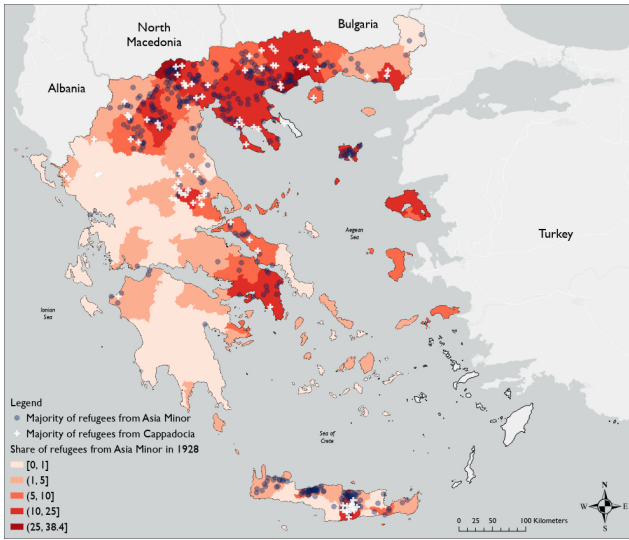 North
Macedonia
Bulgaria
Albania
Aegean
Sea
Turkey
Ionian
Sea
Legend
Majority of refugees from Asia Minor
Majority of refugees from Cappadocia
Share of refugees from Asia Minor in 1928
[0, 1]
(1, 5]
(5, 10]
(10, 25]
(25, 38.4]
Sea of
Crete
N
W E
S
0 25 50 100 Kilometers